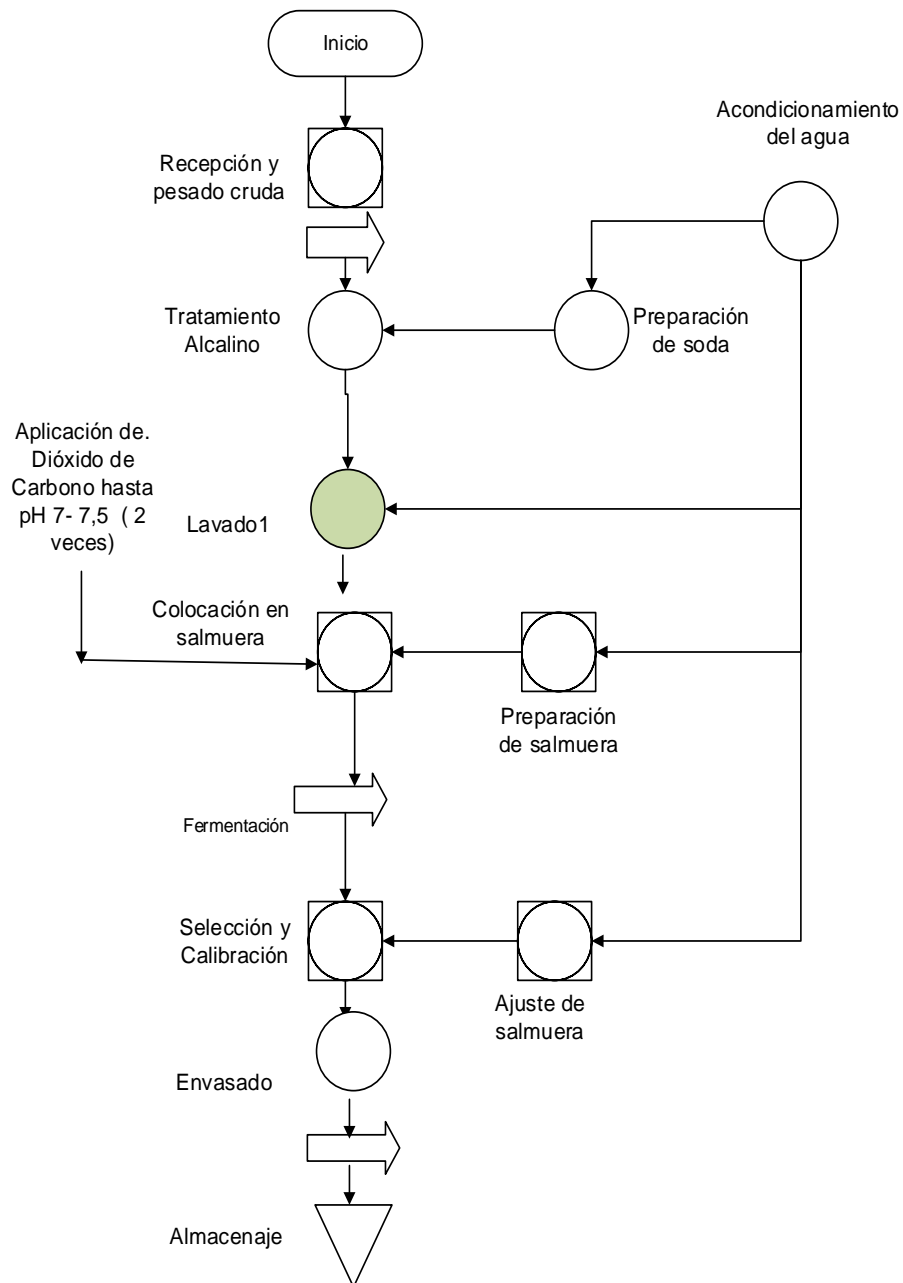 Inicio
Acondicionamiento
del agua
Recepción y
pesado cruda
Tratamiento
Alcalino
Preparación
de soda
Aplicación de.
Dióxido de
Carbono hasta
pH 7- 7,5 ( 2
veces)
Lavado1
Colocación en
salmuera
Preparación
de salmuera
Fermentación
Selección y
Calibración
Ajuste de
salmuera
Envasado
Almacenaje